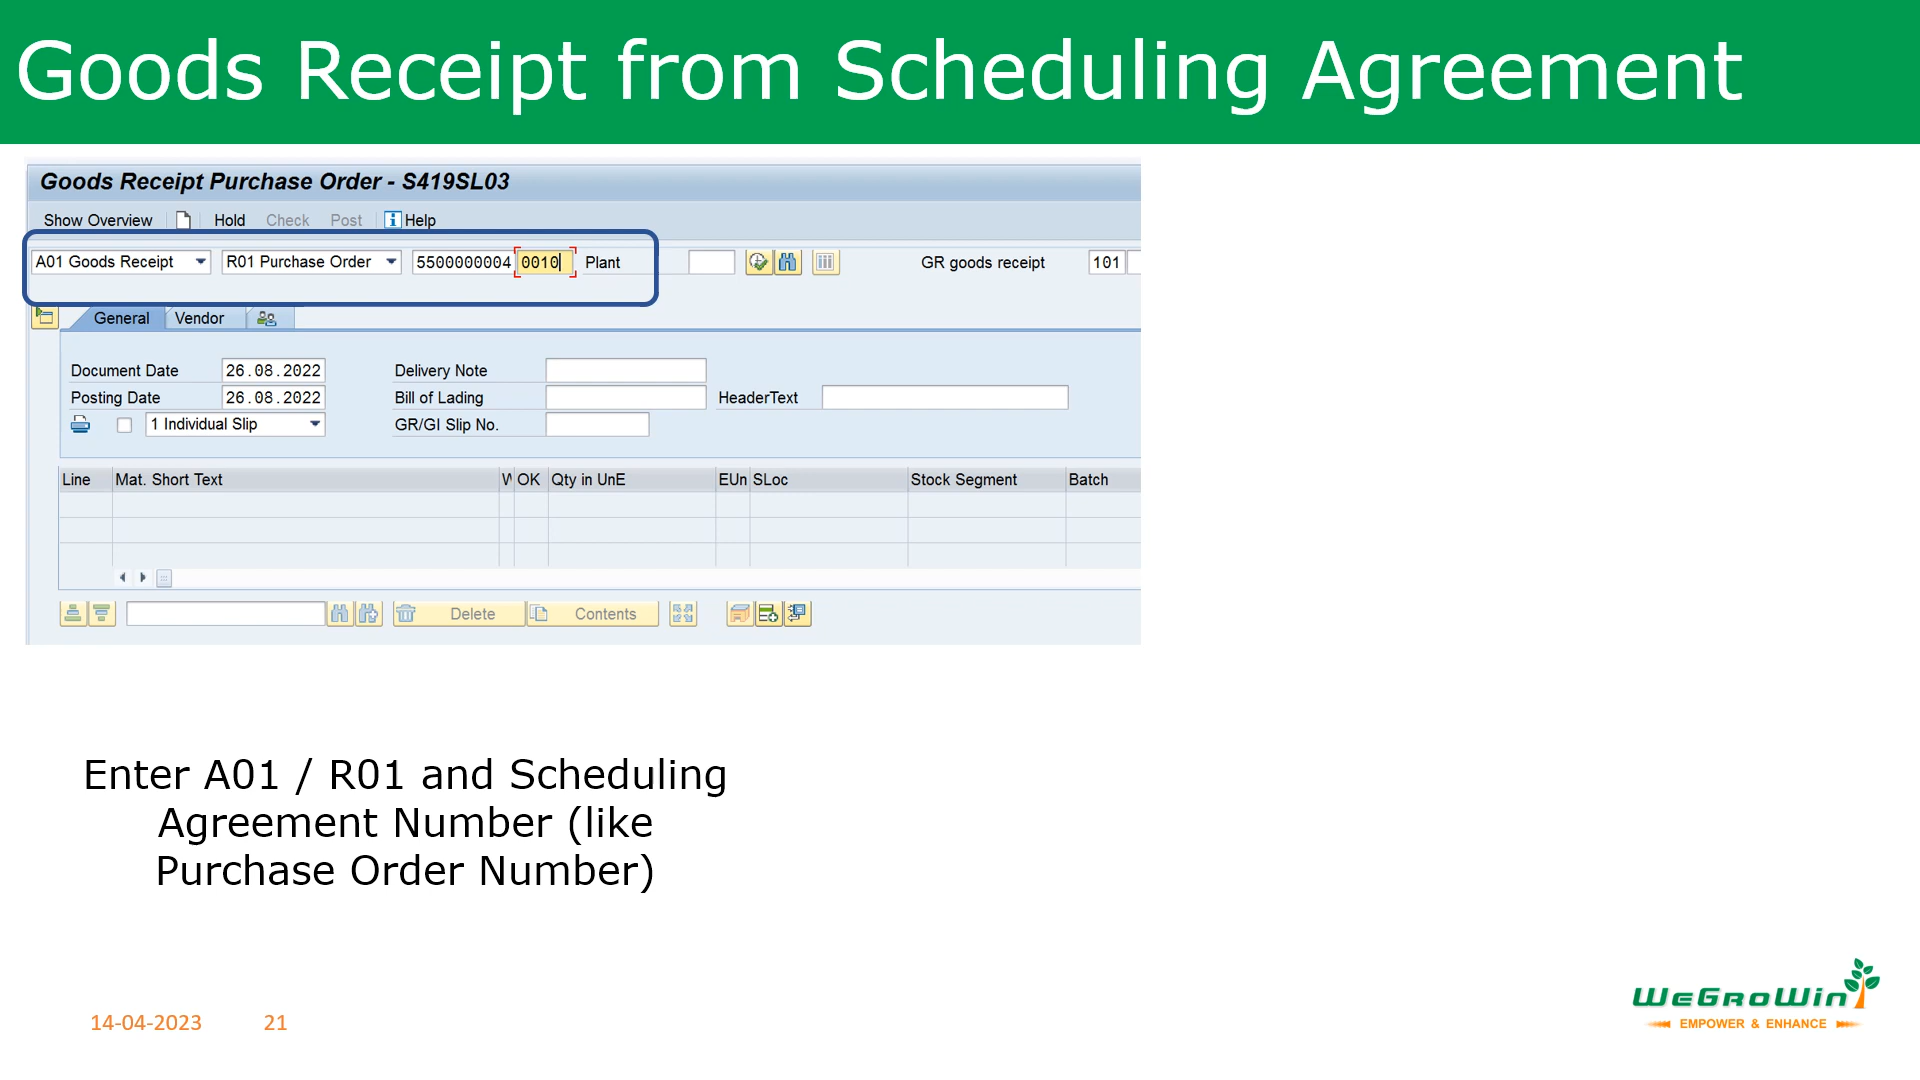 Goods Receipt from Scheduling Agreement
Goods Receipt Purchase Order - S419SL03
Show Overview Hold Check Post Help
A01 Goods Receipt R01 Purchase Order 5500000004 0010 Plant GR goods receipt 101
General Vendor
Document Date 26.08.2022 Delivery Note
Posting Date 26.08.2022 Bill of Lading HeaderText
1 Individual Slip GR/GI Slip No.
Line Mat. Short Text OK Qty in UnE EUn SLoc Stock Segment Batch
Delete Contents
Enter A01 / R01 and Scheduling
Agreement Number (like
Purchase Order Number)
14-04-2023 21
WeGroWin
EMPOWER & ENHANCE